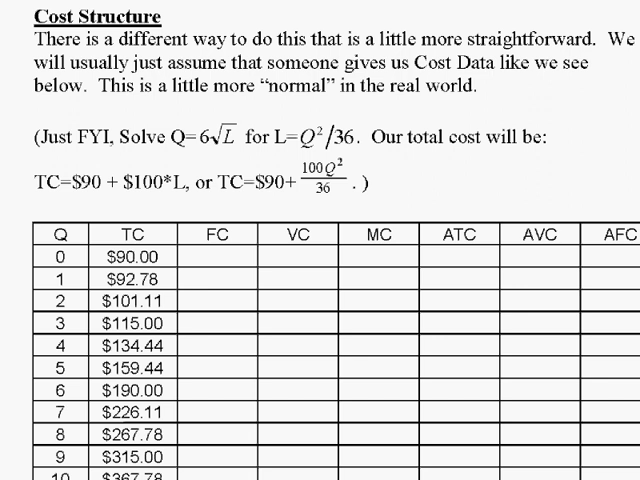 Cost Structure
There is a different way to do this that is a little more straightforward. We
will usually just assume that someone gives us Cost Data like we see
below. This is a little more “normal” in the real world.
(Just FYI, Solve Q=6√L for L=Q²/36. Our total cost will be:
TC=$90 + $100*L, or TC=$90+ 100Q²/36 .)
Q TC FC VC MC ATC AVC AFC
0 $90.00
1 $92.78
2 $101.11
3 $115.00
4 $134.44
5 $159.44
6 $190.00
7 $226.11
8 $267.78
9 $315.00
10 $367.78